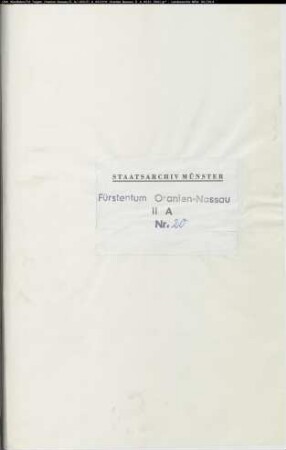 STAATSARCHIV MÜNSTER
Fürstentum Oranien-Nassau
II A
Nr. 20